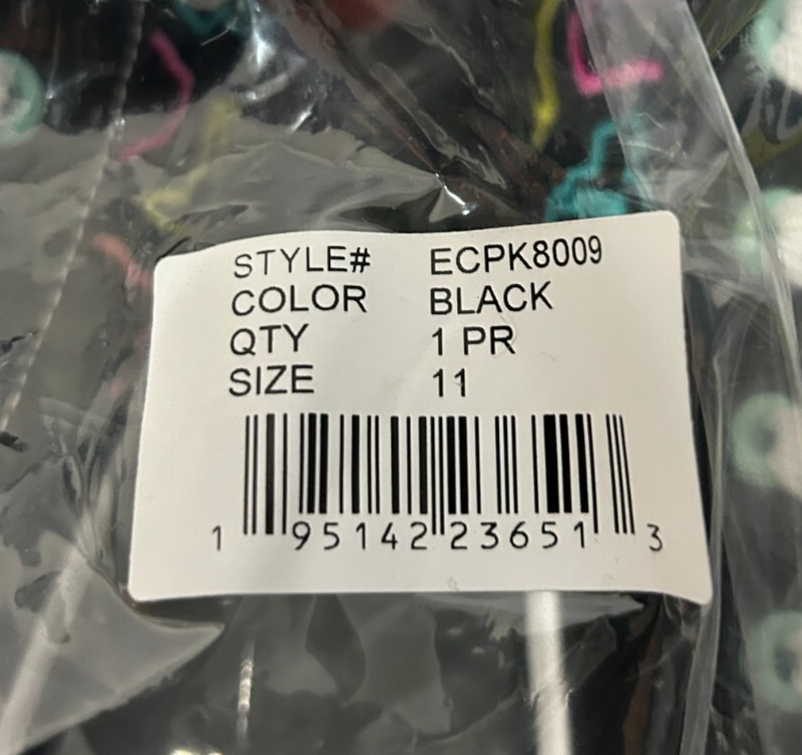 STYLE# ECPK8009
COLOR BLACK
QTY 1 PR
SIZE 11
1 95142 23651 3